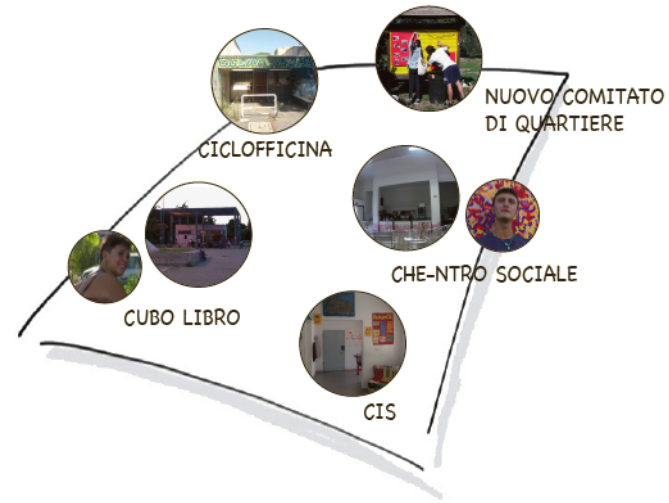 NUOVO COMITATO
DI QUARTIERE
CICLOFFICINA
CHE-NTRO SOCIALE
CUBO LIBRO
CIS